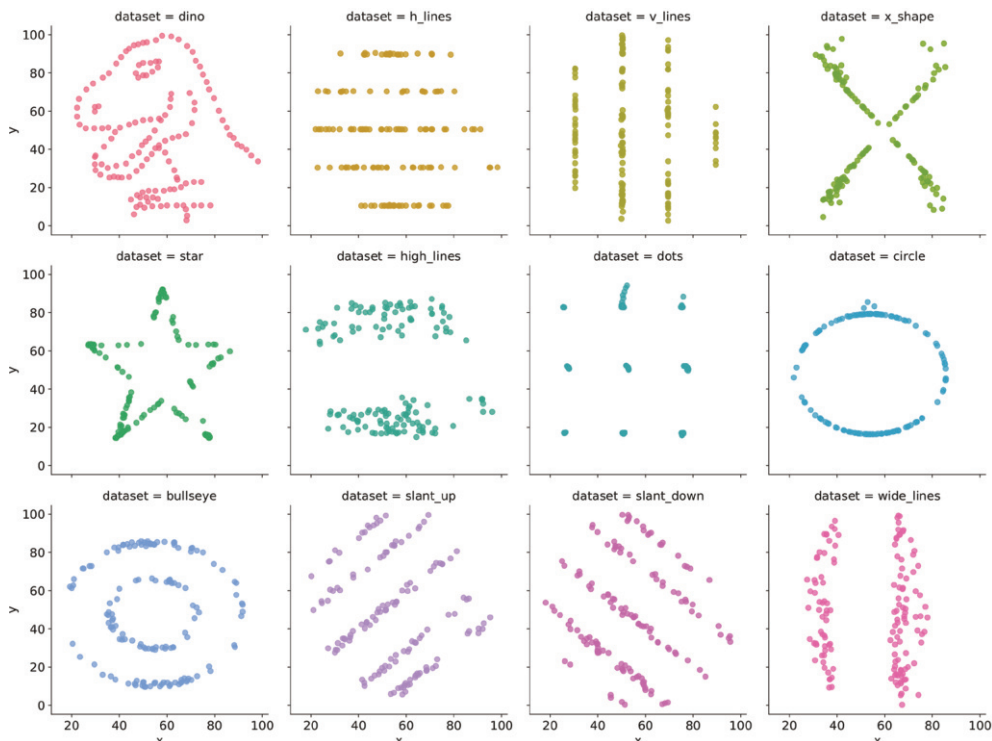 dataset = dino
dataset = h_lines
dataset = v_lines
dataset = x_shape
100
80
60
40
20
0
y
dataset = star
dataset = high_lines
dataset = dots
dataset = circle
100
80
60
40
20
0
y
dataset = bullseye
dataset = slant_up
dataset = slant_down
dataset = wide_lines
100
80
60
40
20
0
y
20 40 60 80 100 20 40 60 80 100 20 40 60 80 100 20 40 60 80 100
x x x x